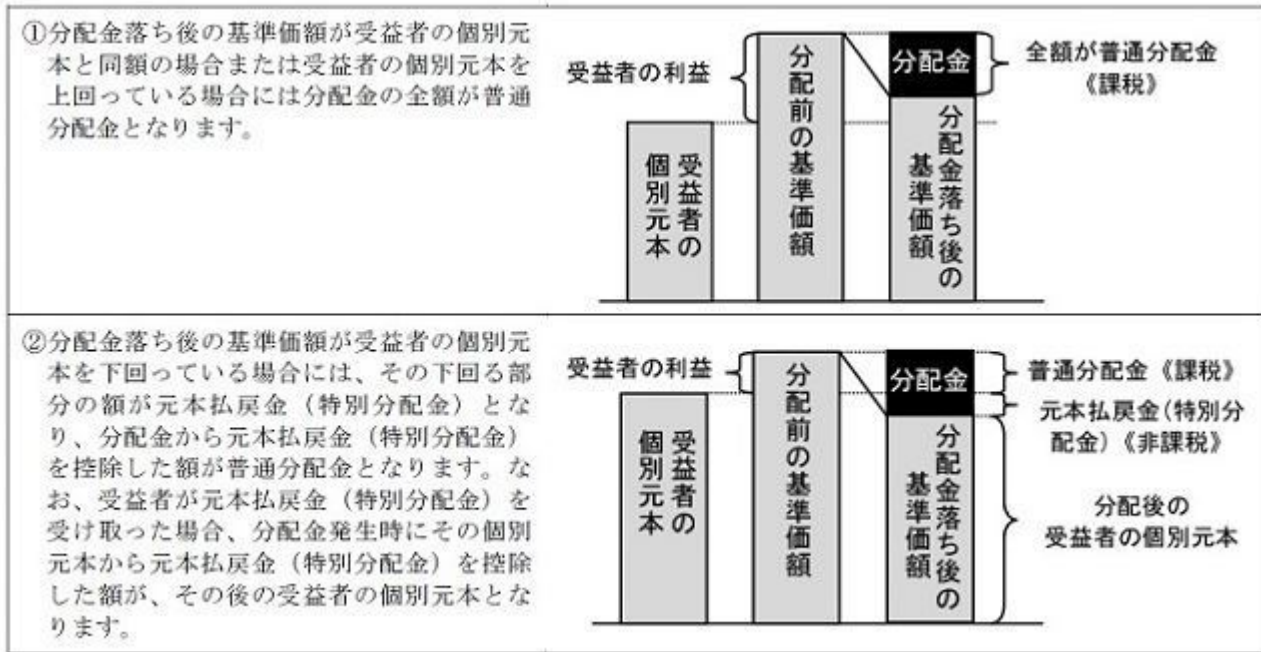 ①分配金落ち後の基準価額が受益者の個別元
本と同額の場合または受益者の個別元本を
上回っている場合には分配金の全額が普通
分配金となります。
受益者の利益
受益者の
個別元本
分配前の基準価額
分配金
分配金落ち後の
基準価額
全額が普通分配金
《課税》
②分配金落ち後の基準価額が受益者の個別元
本を下回っている場合には、その下回る部
分の額が元本払戻金（特別分配金）とな
り、分配金から元本払戻金（特別分配金）
を控除した額が普通分配金となります。な
お、受益者が元本払戻金（特別分配金）を
受け取った場合、分配金発生時にその個別
元本から元本払戻金（特別分配金）を控除
した額が、その後の受益者の個別元本とな
ります。
受益者の利益
受益者の
個別元本
分配前の基準価額
分配金
分配金落ち後の
基準価額
普通分配金《課税》
元本払戻金(特別分
配金)《非課税》
分配後の
受益者の個別元本